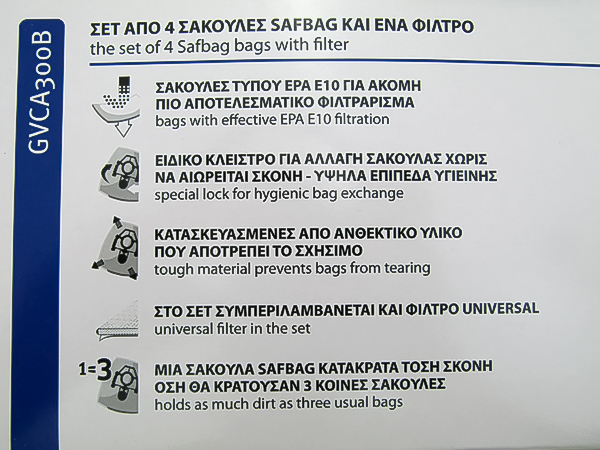 GVCA300B
ΣΕΤ ΑΠΟ 4 ΣΑΚΟΥΛΕΣ SAFBAG ΚΑΙ ΕΝΑ ΦΙΛΤΡΟ
the set of 4 Safbag bags with filter
ΣΑΚΟΥΛΕΣ ΤΥΠΟΥ EPA E10 ΓΙΑ ΑΚΟΜΗ
ΠΙΟ ΑΠΟΤΕΛΕΣΜΑΤΙΚΟ ΦΙΛΤΡΑΡΙΣΜΑ
bags with effective EPA E10 filtration
ΕΙΔΙΚΟ ΚΛΕΙΣΤΡΟ ΓΙΑ ΑΛΛΑΓΗ ΣΑΚΟΥΛΑΣ ΧΩΡΙΣ
ΝΑ ΑΙΩΡΕΙΤΑΙ ΣΚΟΝΗ - ΥΨΗΛΑ ΕΠΙΠΕΔΑ ΥΓΙΕΙΝΗΣ
special lock for hygienic bag exchange
ΚΑΤΑΣΚΕΥΑΣΜΕΝΕΣ ΑΠΟ ΑΝΘΕΚΤΙΚΟ ΥΛΙΚΟ
ΠΟΥ ΑΠΟΤΡΕΠΕΙ ΤΟ ΣΧΗΣΙΜΟ
tough material prevents bags from tearing
ΣΤΟ ΣΕΤ ΣΥΜΠΕΡΙΛΑΜΒΑΝΕΤΑΙ ΚΑΙ ΦΙΛΤΡΟ UNIVERSAL
universal filter in the set
1=3
ΜΙΑ ΣΑΚΟΥΛΑ SAFBAG ΚΑΤΑΚΡΑΤΑ ΤΟΣΗ ΣΚΟΝΗ
ΟΣΗ ΘΑ ΚΡΑΤΟΥΣΑΝ 3 ΚΟΙΝΕΣ ΣΑΚΟΥΛΕΣ
holds as much dirt as three usual bags